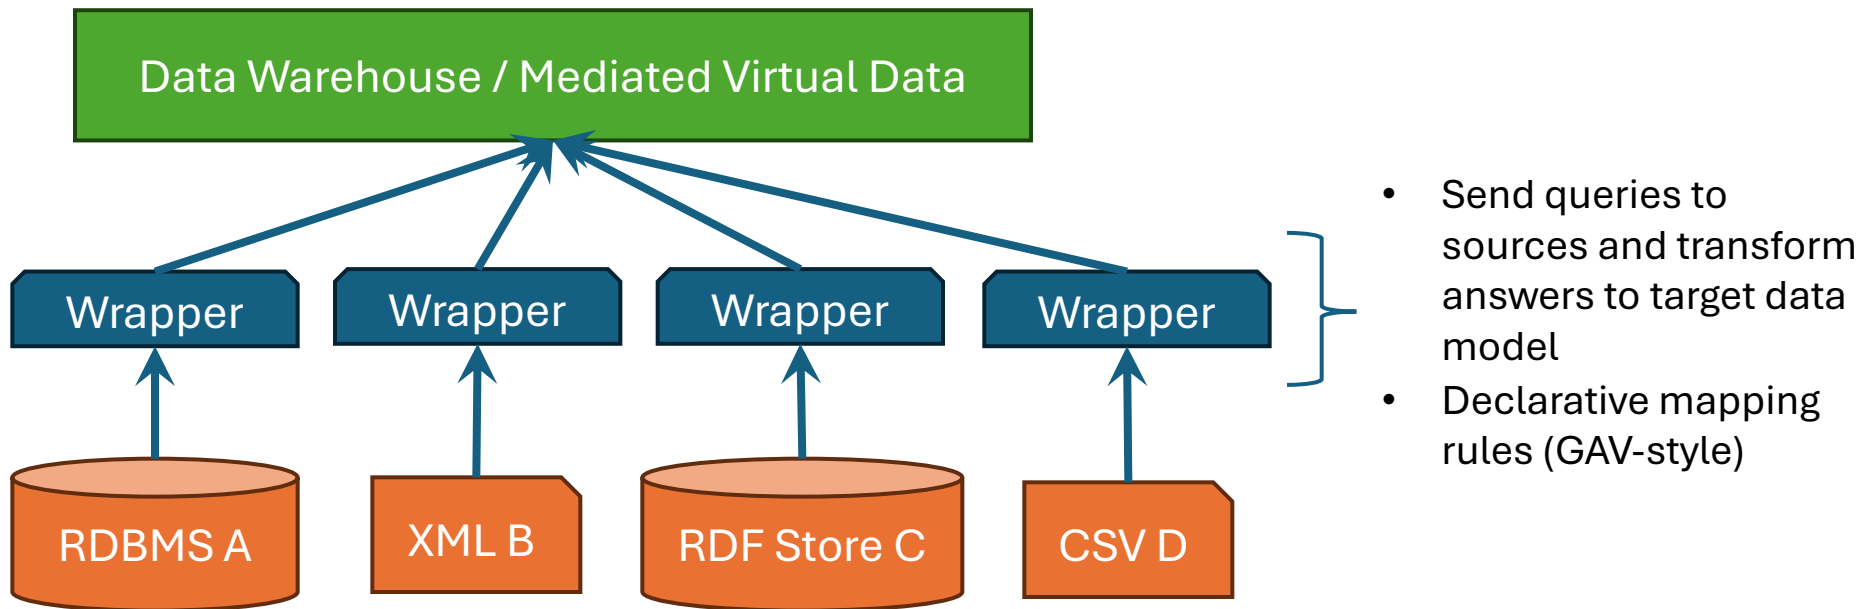 Data Warehouse / Mediated Virtual Data
Wrapper
Wrapper
Wrapper
Wrapper
RDBMS A
XML B
RDF Store C
CSV D
• Send queries to
sources and transform
answers to target data
model
• Declarative mapping
rules (GAV-style)